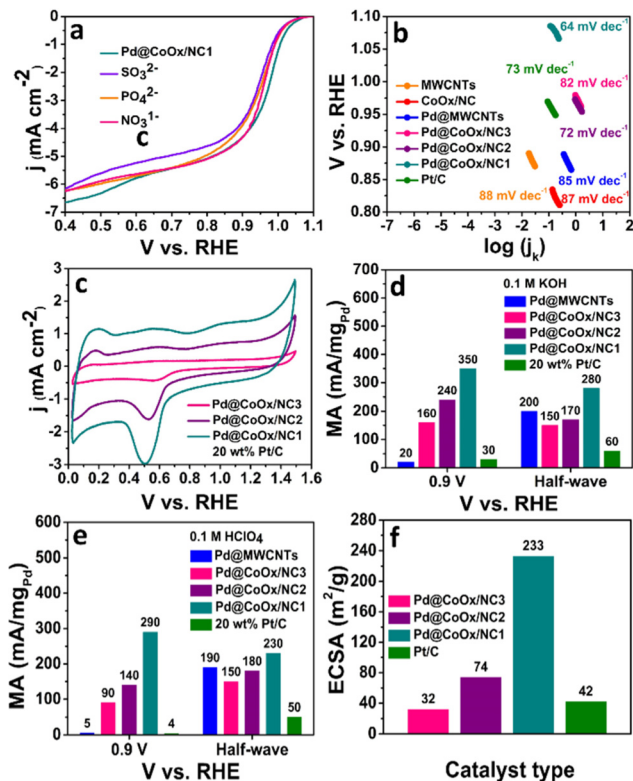 a
Pd@CoOx/NC1
SO₃²⁻
PO₄²⁻
NO₃¹⁻
c
j (mA cm⁻²)
0
-1
-2
-3
-4
-5
-6
-7
0.4 0.5 0.6 0.7 0.8 0.9 1.0 1.1
V vs. RHE
b
64 mV dec⁻¹
73 mV dec⁻¹
82 mV dec⁻¹
MWCNTs
CoOx/NC
Pd@MWCNTs
Pd@CoOx/NC3
Pd@CoOx/NC2
Pd@CoOx/NC1
Pt/C
72 mV dec⁻¹
85 mV dec⁻¹
88 mV dec⁻¹
87 mV dec⁻¹
V vs. RHE
1.10
1.05
1.00
0.95
0.90
0.85
0.80
-7 -6 -5 -4 -3 -2 -1 0 1 2
log (jₖ)
c
j (mA cm⁻²)
4
3
2
1
0
-1
-2
-3
Pd@CoOx/NC3
Pd@CoOx/NC2
Pd@CoOx/NC1
20 wt% Pt/C
0.0 0.2 0.4 0.6 0.8 1.0 1.2 1.4 1.6
V vs. RHE
d
0.1 M KOH
Pd@MWCNTs
Pd@CoOx/NC3
Pd@CoOx/NC2
Pd@CoOx/NC1
20 wt% Pt/C
MA (mA/mg_Pd)
700
600
500
400
300
200
100
0
20 160 240 350 30
200 150 170 280 60
0.9 V Half-wave
V vs. RHE
e
0.1 M HClO₄
Pd@MWCNTs
Pd@CoOx/NC3
Pd@CoOx/NC2
Pd@CoOx/NC1
20 wt% Pt/C
MA (mA/mg_Pd)
600
500
400
300
200
100
0
5 90 140 290 4
190 150 180 230 50
0.9 V Half-wave
V vs. RHE
f
Pd@CoOx/NC3
Pd@CoOx/NC2
Pd@CoOx/NC1
Pt/C
ECSA (m²/g)
280
240
200
160
120
80
40
0
32 74 233 42
Catalyst type